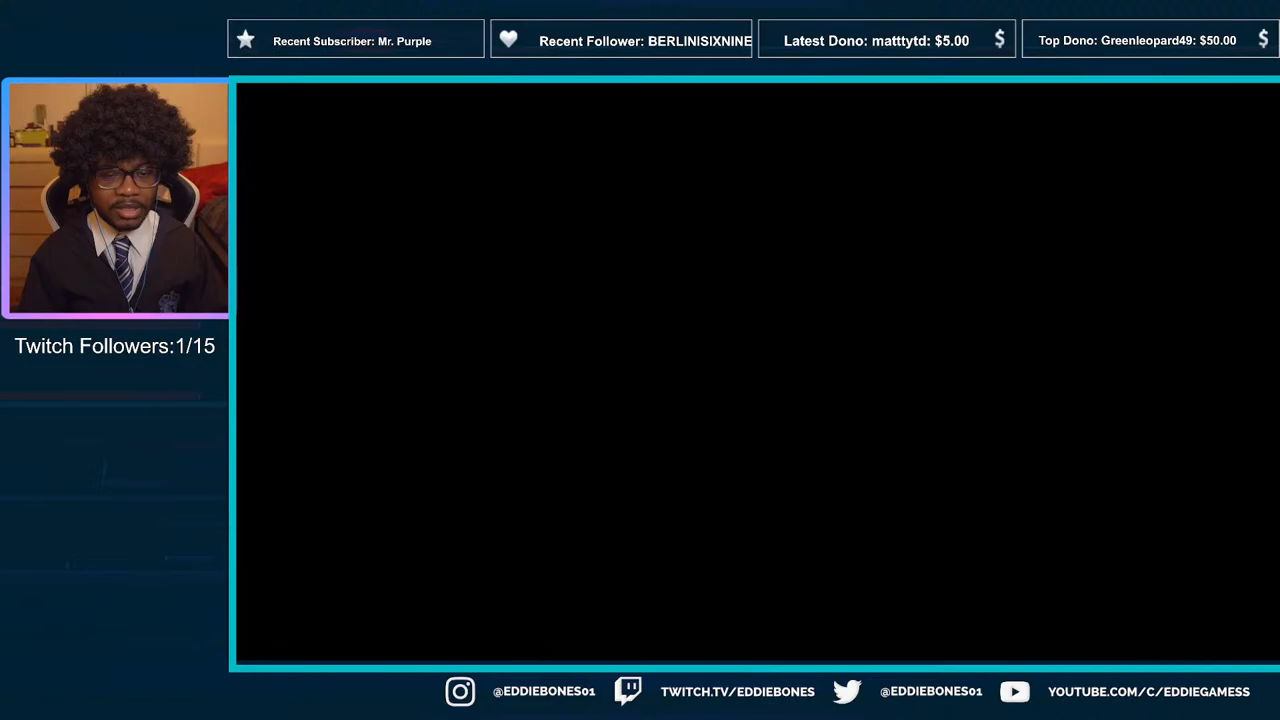 Recent Subscriber: Mr. Purple
Recent Follower: BERLINISIXNINE
Latest Dono: matttytd: $5.00
Top Dono: Greenleopard49: $50.00
Twitch Followers:1/15
@EDDIEBONES01
TWITCH.TV/EDDIEBONES
@EDDIEBONES01
YOUTUBE.COM/C/EDDIEGAMESS